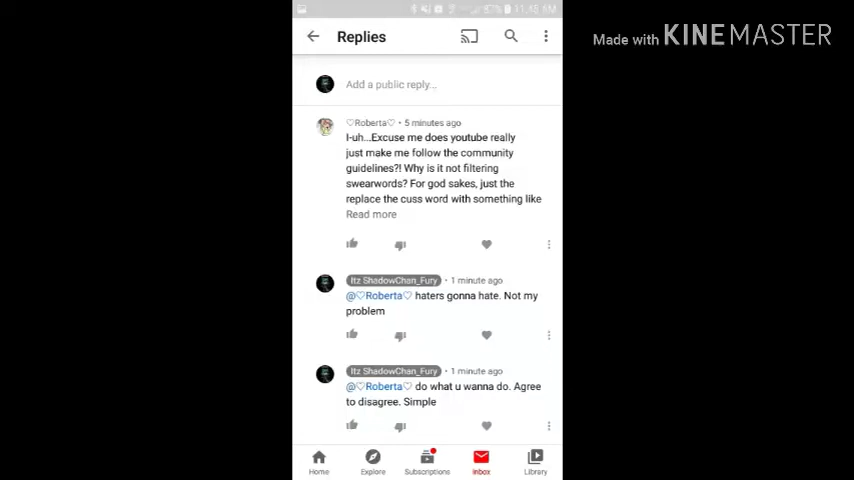 11:45 AM
Replies
Made with KINEMASTER
Add a public reply...
♡Roberta♡ • 5 minutes ago
I-uh...Excuse me does youtube really
just make me follow the community
guidelines?! Why is it not filtering
swearwords? For god sakes, just the
replace the cuss word with something like
Read more
Itz ShadowChan_Fury • 1 minute ago
@♡Roberta♡ haters gonna hate. Not my
problem
Itz ShadowChan_Fury • 1 minute ago
@♡Roberta♡ do what u wanna do. Agree
to disagree. Simple
Home Explore Subscriptions Inbox Library